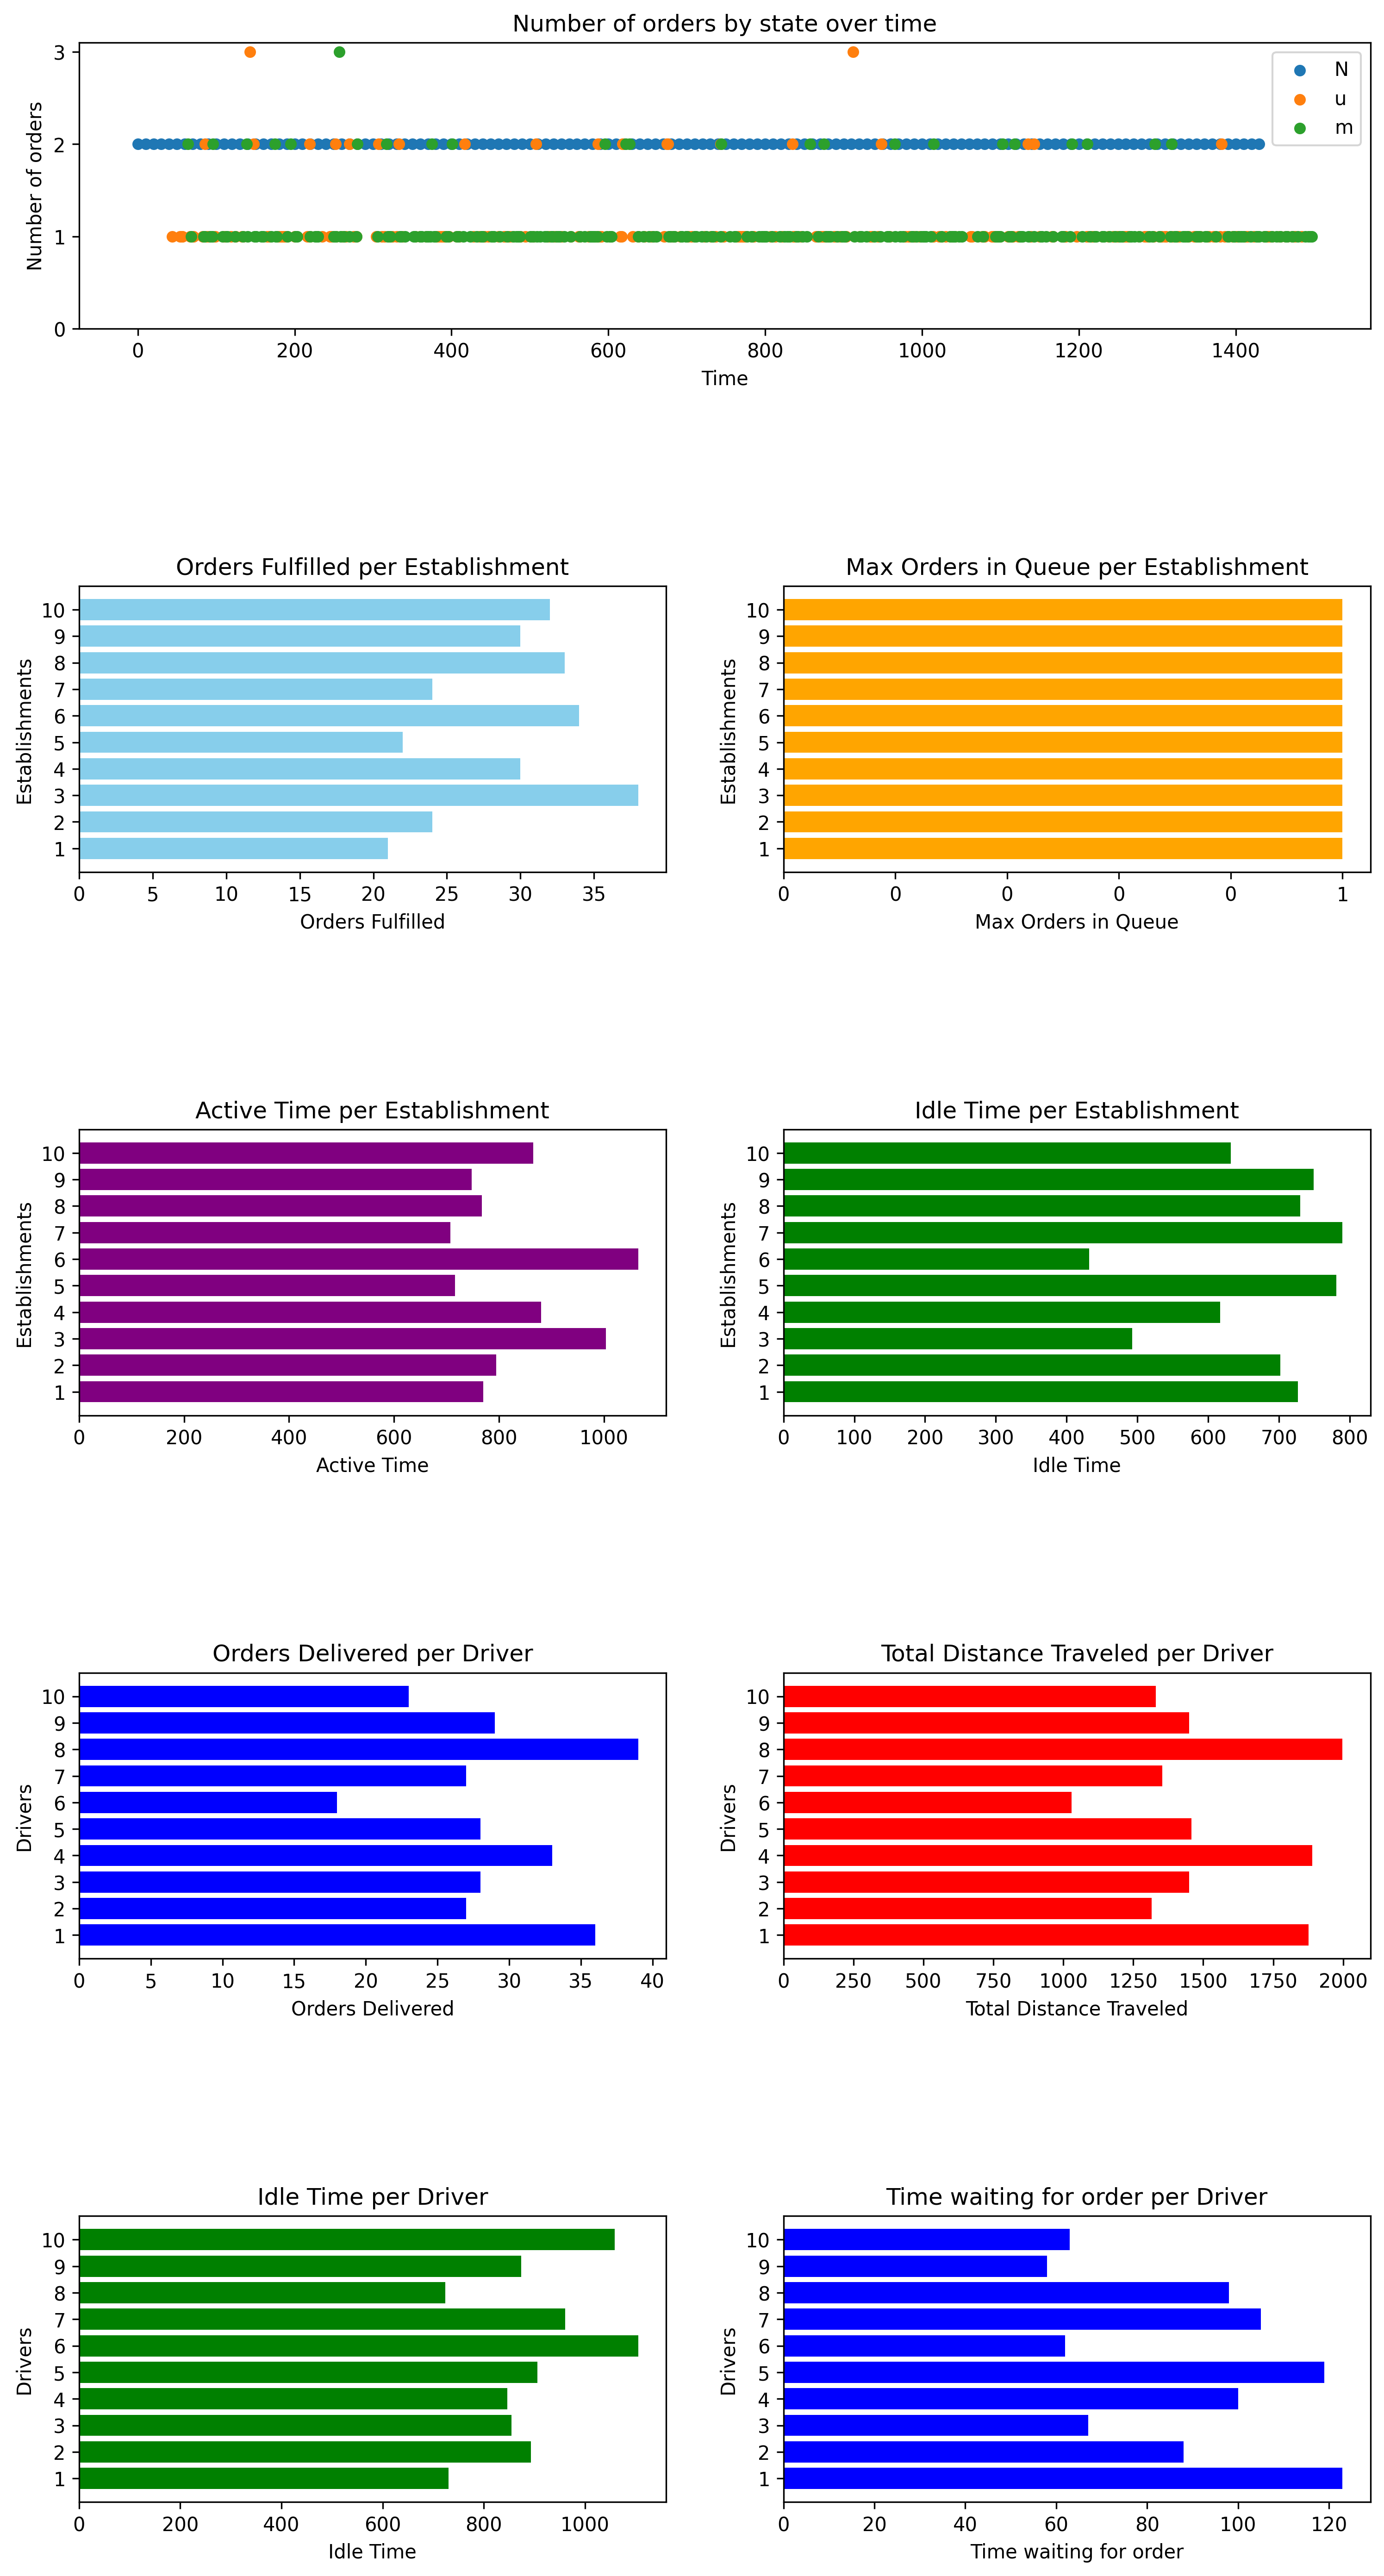 Number of orders by state over time
3
2
1
0
Number of orders
N
u
m
0 200 400 600 800 1000 1200 1400
Time
Orders Fulfilled per Establishment
10
9
8
7
6
5
4
3
2
1
Establishments
0 5 10 15 20 25 30 35
Orders Fulfilled
Max Orders in Queue per Establishment
10
9
8
7
6
5
4
3
2
1
Establishments
0 0 0 0 0 1
Max Orders in Queue
Active Time per Establishment
10
9
8
7
6
5
4
3
2
1
Establishments
0 200 400 600 800 1000
Active Time
Idle Time per Establishment
10
9
8
7
6
5
4
3
2
1
Establishments
0 100 200 300 400 500 600 700 800
Idle Time
Orders Delivered per Driver
10
9
8
7
6
5
4
3
2
1
Drivers
0 5 10 15 20 25 30 35 40
Orders Delivered
Total Distance Traveled per Driver
10
9
8
7
6
5
4
3
2
1
Drivers
0 250 500 750 1000 1250 1500 1750 2000
Total Distance Traveled
Idle Time per Driver
10
9
8
7
6
5
4
3
2
1
Drivers
0 200 400 600 800 1000
Idle Time
Time waiting for order per Driver
10
9
8
7
6
5
4
3
2
1
Drivers
0 20 40 60 80 100 120
Time waiting for order